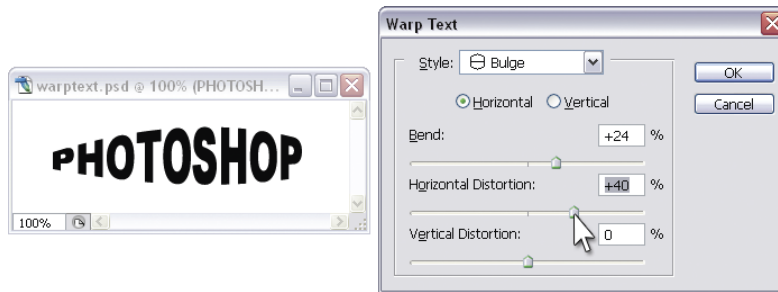 warptext.psd @ 100% (PHOTOSH...
PHOTOSHOP
100%
Warp Text
Style: Bulge
OK
Horizontal Vertical
Cancel
Bend: +24 %
Horizontal Distortion: +40 %
Vertical Distortion: 0 %